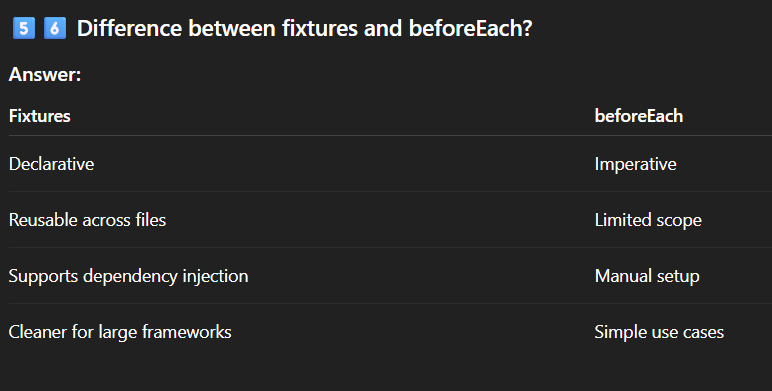 5️⃣ 6️⃣ Difference between fixtures and beforeEach?
Answer:
Fixtures beforeEach
Declarative Imperative
Reusable across files Limited scope
Supports dependency injection Manual setup
Cleaner for large frameworks Simple use cases